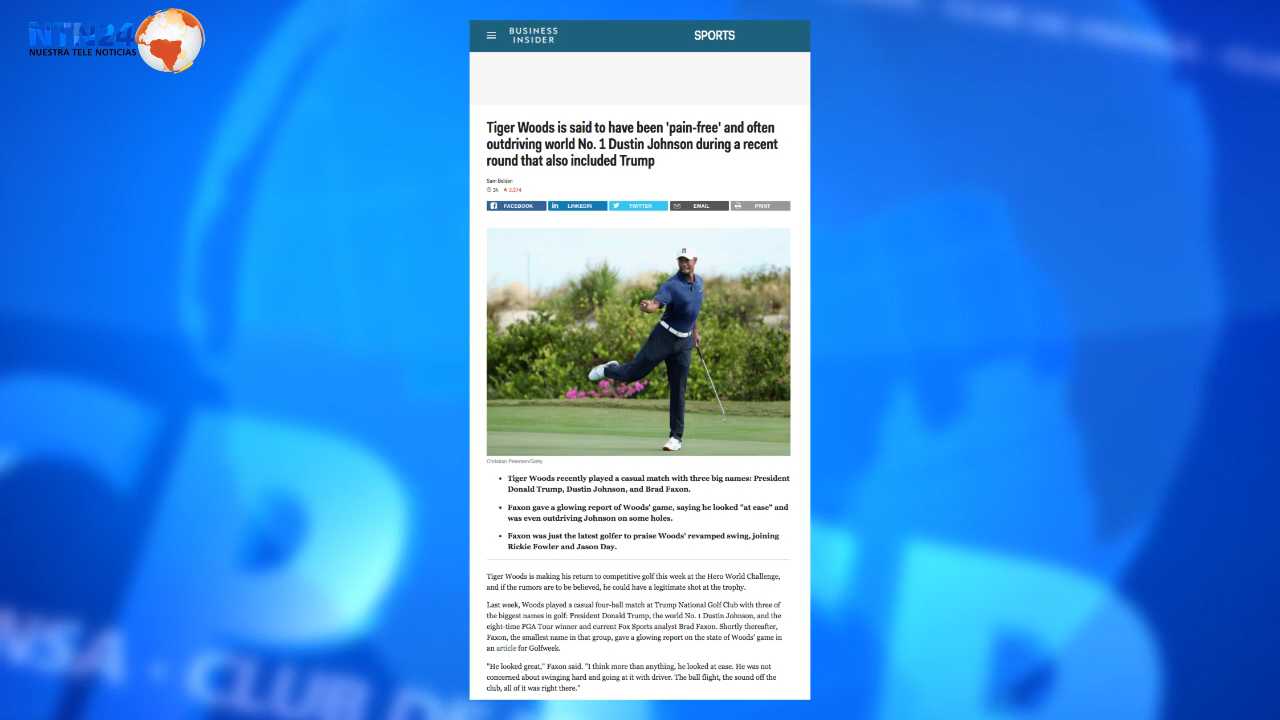 NTN24
NUESTRA TELE NOTICIAS
BUSINESS
INSIDER
SPORTS
Tiger Woods is said to have been 'pain-free' and often
outdriving world No. 1 Dustin Johnson during a recent
round that also included Trump
Sam Belden
3h 3,374
FACEBOOK LINKEDIN TWITTER EMAIL PRINT
Christian Petersen/Getty
• Tiger Woods recently played a casual match with three big names: President
Donald Trump, Dustin Johnson, and Brad Faxon.
• Faxon gave a glowing report of Woods' game, saying he looked "at ease" and
was even outdriving Johnson on some holes.
• Faxon was just the latest golfer to praise Woods' revamped swing, joining
Rickie Fowler and Jason Day.
Tiger Woods is making his return to competitive golf this week at the Hero World Challenge,
and if the rumors are to be believed, he could have a legitimate shot at the trophy.
Last week, Woods played a casual four-ball match at Trump National Golf Club with three of
the biggest names in golf: President Donald Trump, the world No. 1 Dustin Johnson, and the
eight-time PGA Tour winner and current Fox Sports analyst Brad Faxon. Shortly thereafter,
Faxon, the smallest name in that group, gave a glowing report on the state of Woods' game in
an article for Golfweek.
"He looked great," Faxon said. "I think more than anything, he looked at ease. He was not
concerned about swinging hard and going at it with driver. The ball flight, the sound off the
club, all of it was right there."
CLUB DE